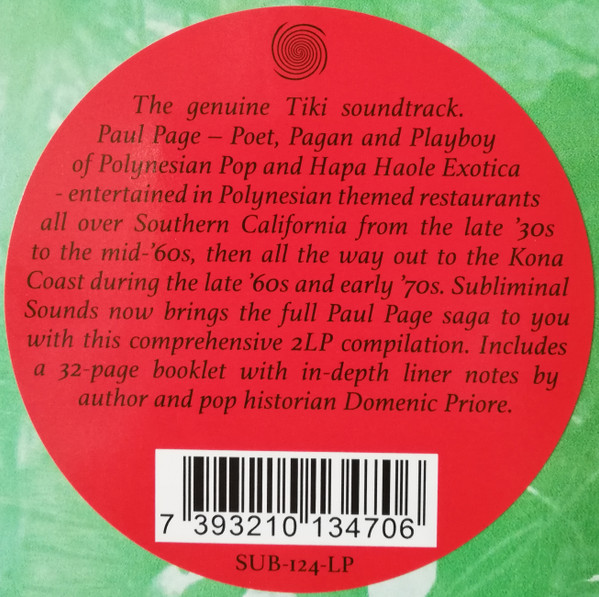 The genuine Tiki soundtrack.
Paul Page – Poet, Pagan and Playboy
of Polynesian Pop and Hapa Haole Exotica
- entertained in Polynesian themed restaurants
all over Southern California from the late ’30s
to the mid-’60s, then all the way out to the Kona
Coast during the late ’60s and early ’70s. Subliminal
Sounds now brings the full Paul Page saga to you
with this comprehensive 2LP compilation. Includes
a 32-page booklet with in-depth liner notes by
author and pop historian Domenic Priore.
7 393210 134706
SUB-124-LP